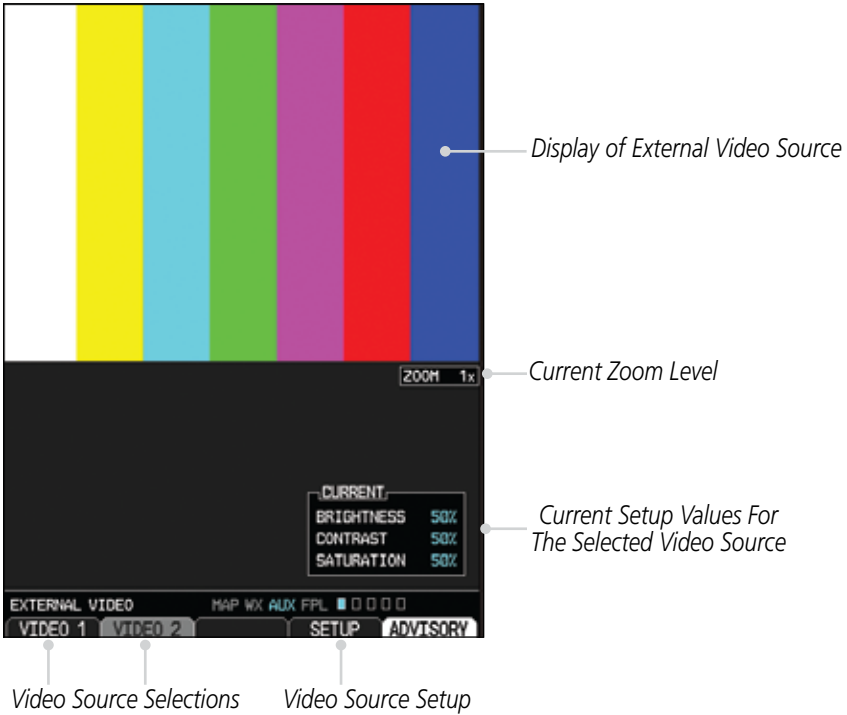 Display of External Video Source
ZOOM 1x
Current Zoom Level
CURRENT
BRIGHTNESS 50%
CONTRAST 50%
SATURATION 50%
Current Setup Values For
The Selected Video Source
EXTERNAL VIDEO MAP WX AUX FPL
VIDEO 1 VIDEO 2 SETUP ADVISORY
Video Source Selections Video Source Setup